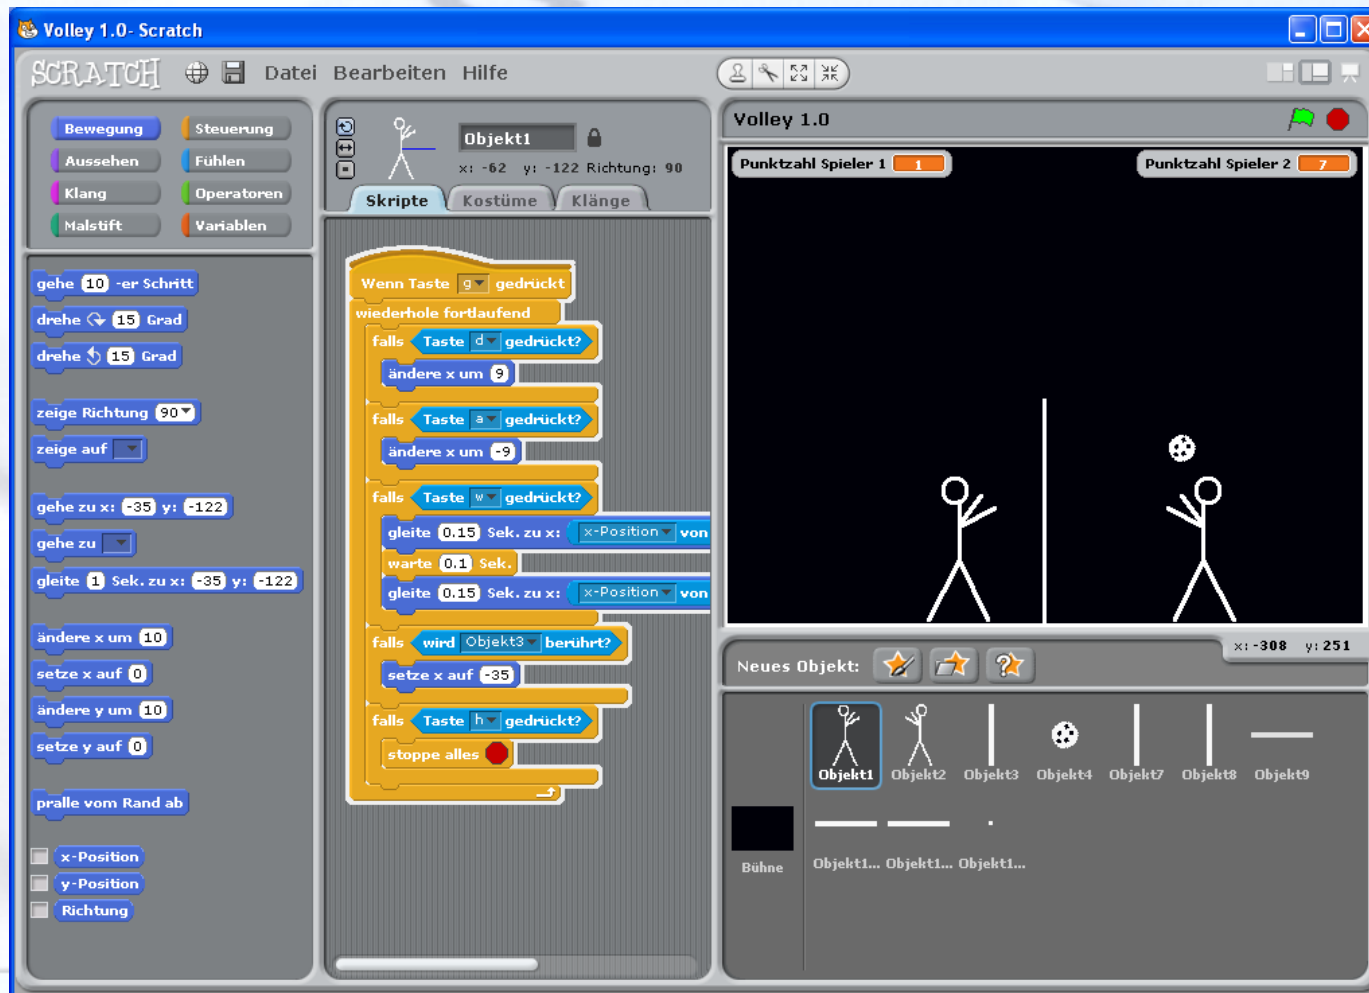 Volley 1.0- Scratch
SCRATCH Datei Bearbeiten Hilfe
Bewegung Steuerung
Aussehen Fühlen
Klang Operatoren
Malstift Variablen
gehe 10 -er Schritt
drehe 15 Grad
drehe 15 Grad
zeige Richtung 90
zeige auf
gehe zu x: -35 y: -122
gehe zu
gleite 1 Sek. zu x: -35 y: -122
ändere x um 10
setze x auf 0
ändere y um 10
setze y auf 0
pralle vom Rand ab
x-Position
y-Position
Richtung
Objekt1
x: -62 y: -122 Richtung: 90
Skripte Kostüme Klänge
Wenn Taste g gedrückt
wiederhole fortlaufend
falls Taste d gedrückt?
ändere x um 9
falls Taste a gedrückt?
ändere x um -9
falls Taste w gedrückt?
gleite 0.15 Sek. zu x: x-Position von
warte 0.1 Sek.
gleite 0.15 Sek. zu x: x-Position von
falls wird Objekt3 berührt?
setze x auf -35
falls Taste h gedrückt?
stoppe alles
Volley 1.0
Punktzahl Spieler 1 1
Punktzahl Spieler 2 7
x: -308 y: 251
Neues Objekt:
Objekt1 Objekt2 Objekt3 Objekt4 Objekt7 Objekt8 Objekt9
Bühne
Objekt1... Objekt1... Objekt1...